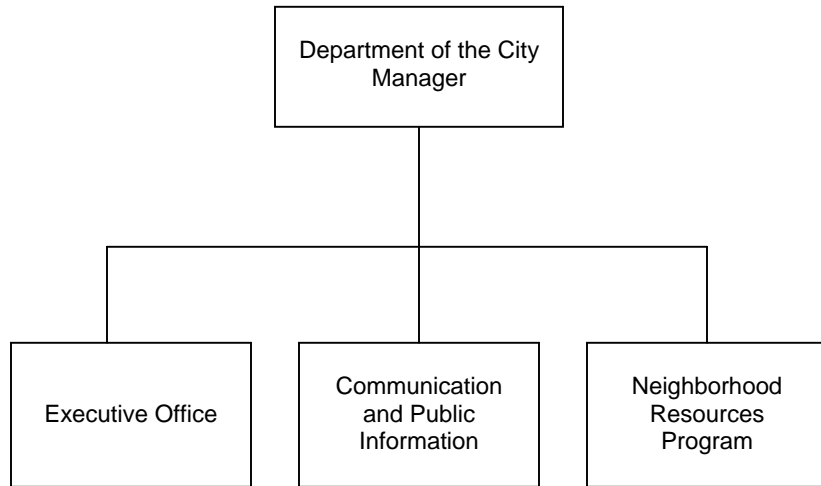 Department of the City
Manager
Executive Office
Communication
and Public
Information
Neighborhood
Resources
Program